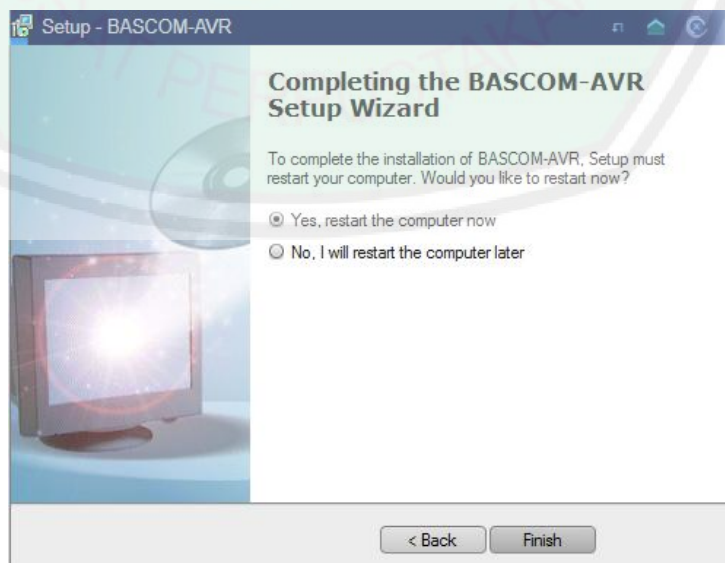 Setup - BASCOM-AVR
Completing the BASCOM-AVR
Setup Wizard
To complete the installation of BASCOM-AVR, Setup must
restart your computer. Would you like to restart now?
Yes, restart the computer now
No, I will restart the computer later
< Back
Finish